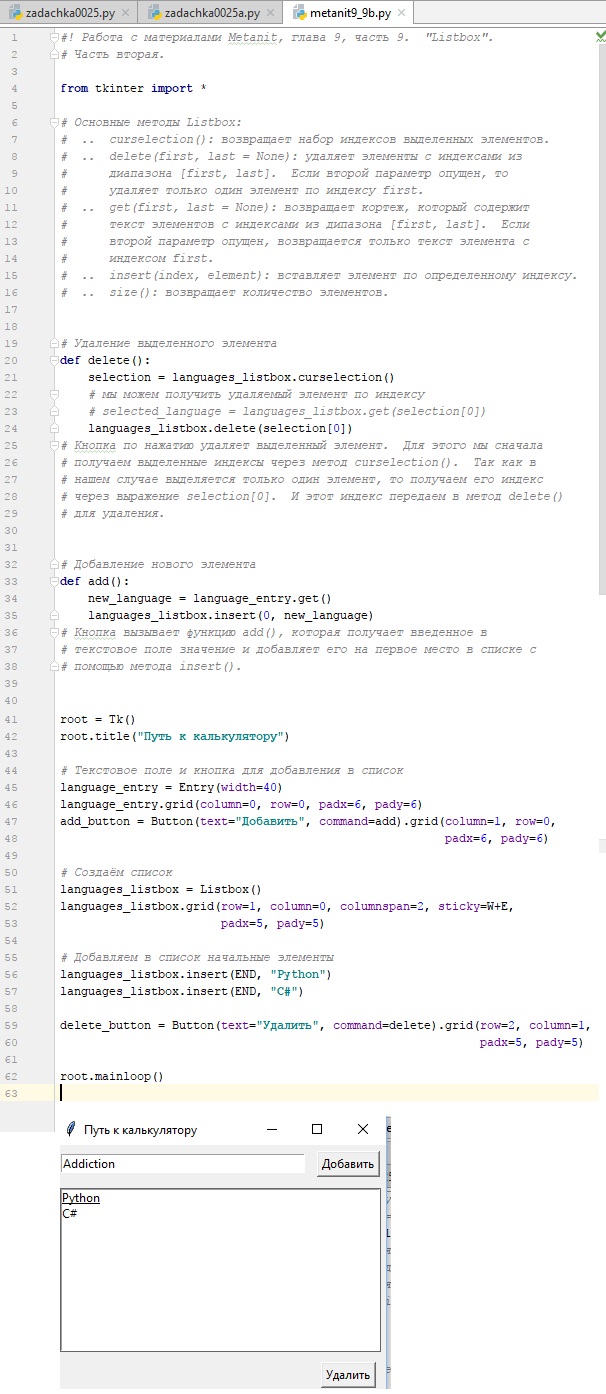 zadachka0025.py × zadachka0025a.py × metanit9_9b.py ×
1 #! Работа с материалами Metanit, глава 9, часть 9.  "Listbox".
2 # Часть вторая.
3
4 from tkinter import *
5
6 # Основные методы Listbox:
7 #  ..  curselection(): возвращает набор индексов выделенных элементов.
8 #  ..  delete(first, last = None): удаляет элементы с индексами из
9 #      диапазона [first, last].  Если второй параметр опущен, то
10 #      удаляет только один элемент по индексу first.
11 #  ..  get(first, last = None): возвращает кортеж, который содержит
12 #      текст элементов с индексами из дипазона [first, last].  Если
13 #      второй параметр опущен, возвращается только текст элемента с
14 #      индексом first.
15 #  ..  insert(index, element): вставляет элемент по определенному индексу.
16 #  ..  size(): возвращает количество элементов.
17
18
19 # Удаление выделенного элемента
20 def delete():
21     selection = languages_listbox.curselection()
22     # мы можем получить удаляемый элемент по индексу
23     # selected_language = languages_listbox.get(selection[0])
24     languages_listbox.delete(selection[0])
25 # Кнопка по нажатию удаляет выделенный элемент.  Для этого мы сначала
26 # получаем выделенные индексы через метод curselection().  Так как в
27 # нашем случае выделяется только один элемент, то получаем его индекс
28 # через выражение selection[0].  И этот индекс передаем в метод delete()
29 # для удаления.
30
31
32 # Добавление нового элемента
33 def add():
34     new_language = language_entry.get()
35     languages_listbox.insert(0, new_language)
36 # Кнопка вызывает функцию add(), которая получает введенное в
37 # текстовое поле значение и добавляет его на первое место в списке с
38 # помощью метода insert().
39
40
41 root = Tk()
42 root.title("Путь к калькулятору")
43
44 # Текстовое поле и кнопка для добавления в список
45 language_entry = Entry(width=40)
46 language_entry.grid(column=0, row=0, padx=6, pady=6)
47 add_button = Button(text="Добавить", command=add).grid(column=1, row=0,
48                                                        padx=6, pady=6)
49
50 # Создаём список
51 languages_listbox = Listbox()
52 languages_listbox.grid(row=1, column=0, columnspan=2, sticky=W+E,
53                        padx=5, pady=5)
54
55 # Добавляем в список начальные элементы
56 languages_listbox.insert(END, "Python")
57 languages_listbox.insert(END, "C#")
58
59 delete_button = Button(text="Удалить", command=delete).grid(row=2, column=1,
60                                                             padx=5, pady=5)
61
62 root.mainloop()
63
Путь к калькулятору
Addiction Добавить
Python
C#
Удалить